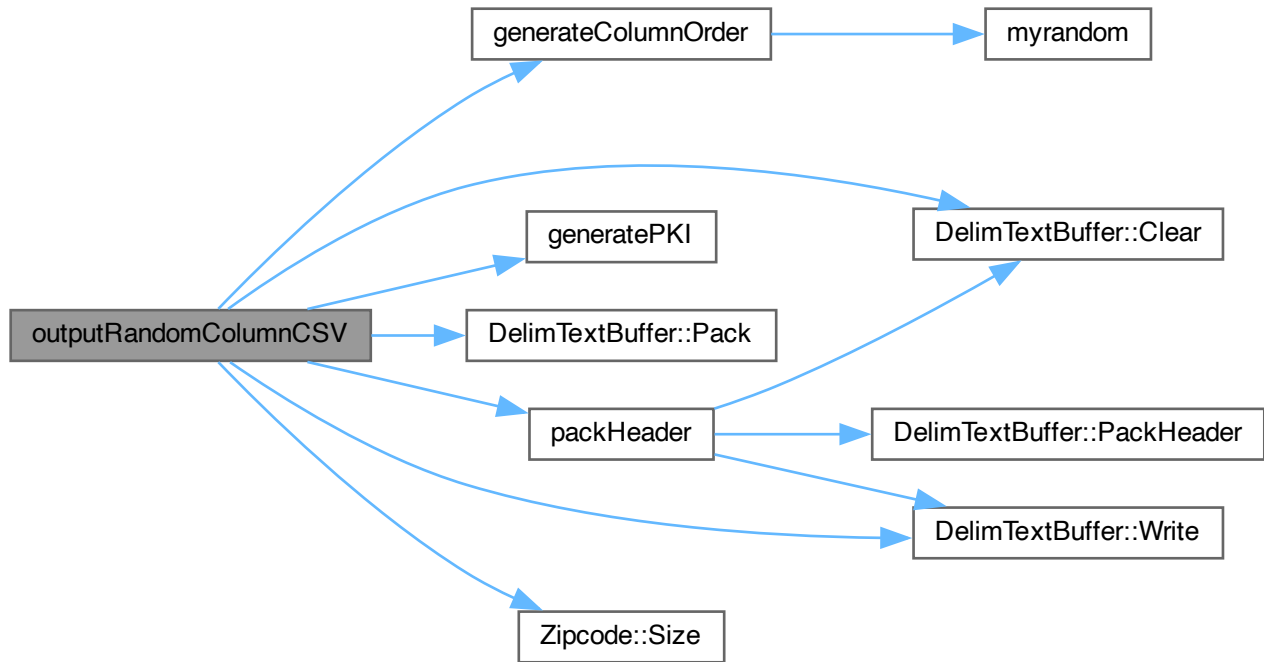 generateColumnOrder
myrandom
DelimTextBuffer::Clear
generatePKI
outputRandomColumnCSV
DelimTextBuffer::Pack
packHeader
DelimTextBuffer::PackHeader
DelimTextBuffer::Write
Zipcode::Size